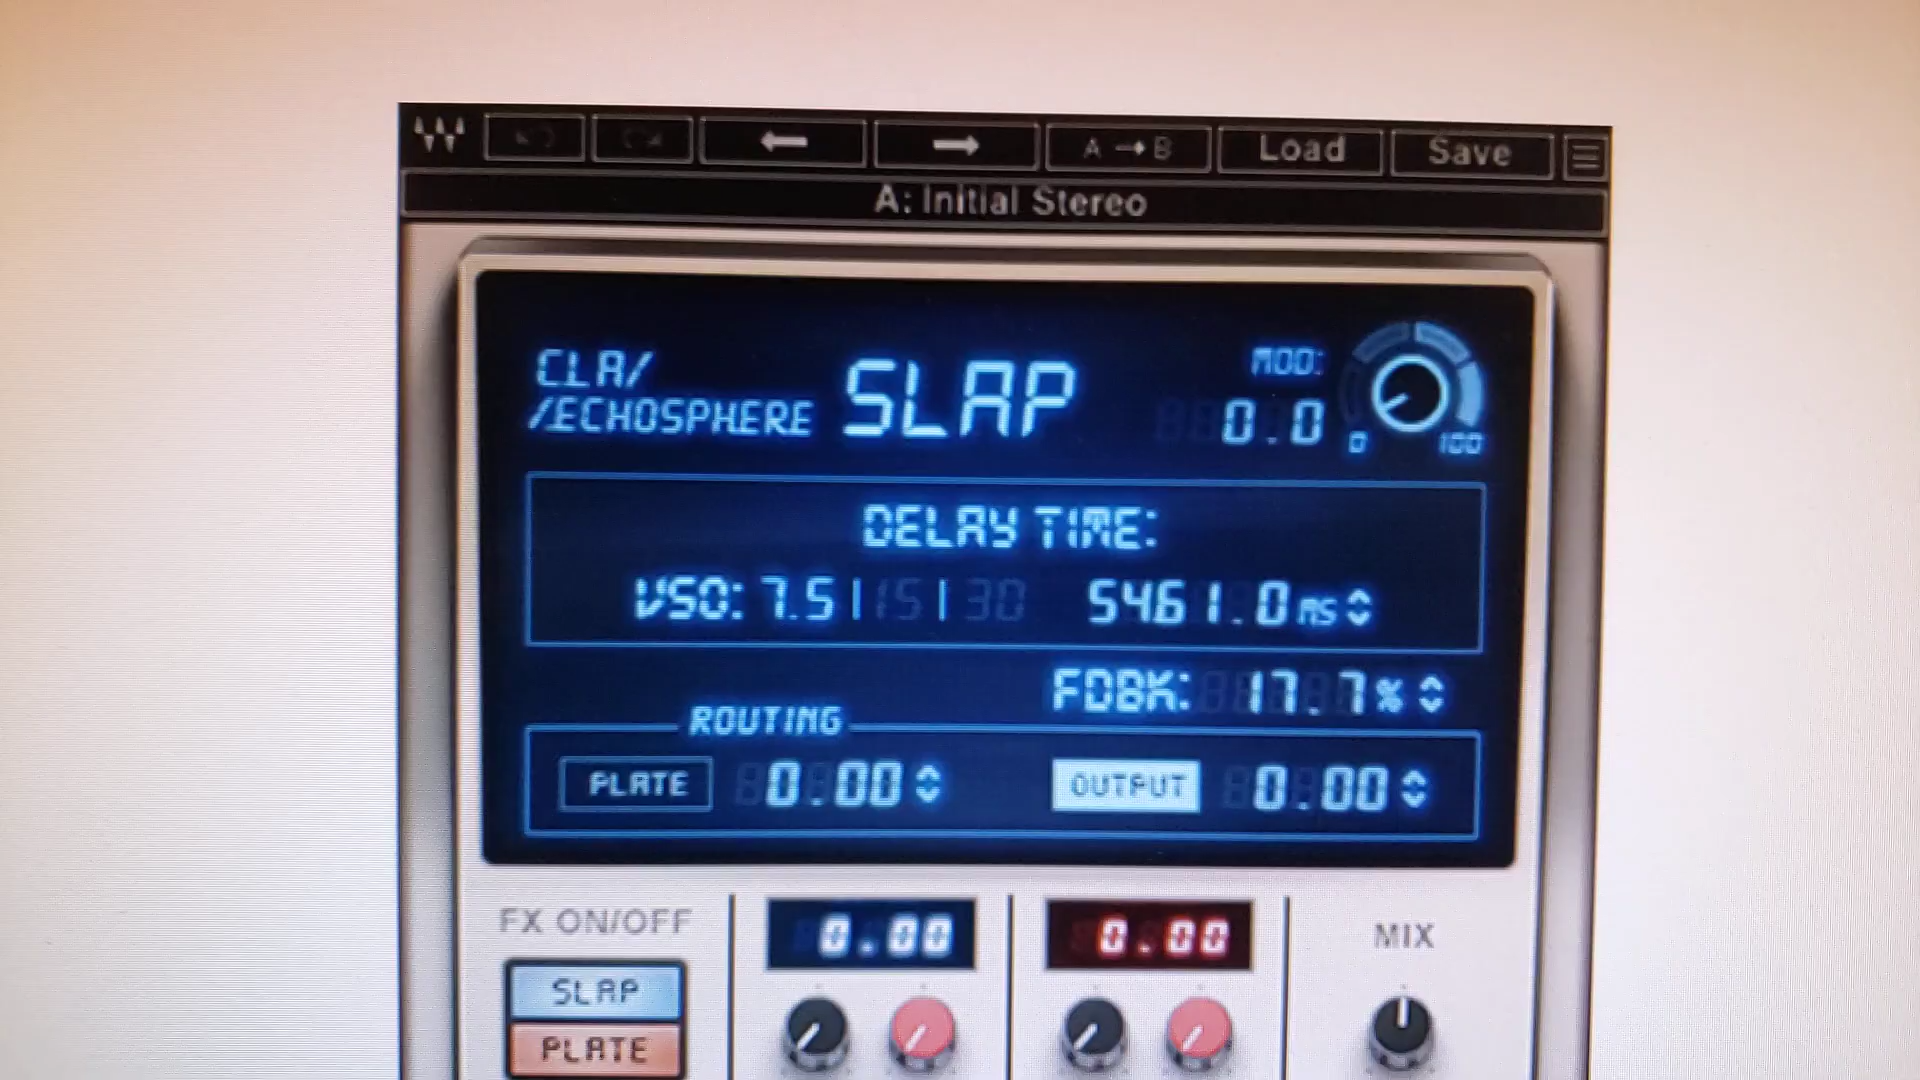 A → B Load Save
A: Initial Stereo
CLA/
/ECHOSPHERE
SLAP
MOD:
0.0
0 100
DELAY TIME:
VSO: 7.5 | 15 | 30 5461.0 ms
FDBK: 17.7 %
ROUTING
PLATE 0.00 OUTPUT 0.00
FX ON/OFF 0.00 0.00 MIX
SLAP
PLATE